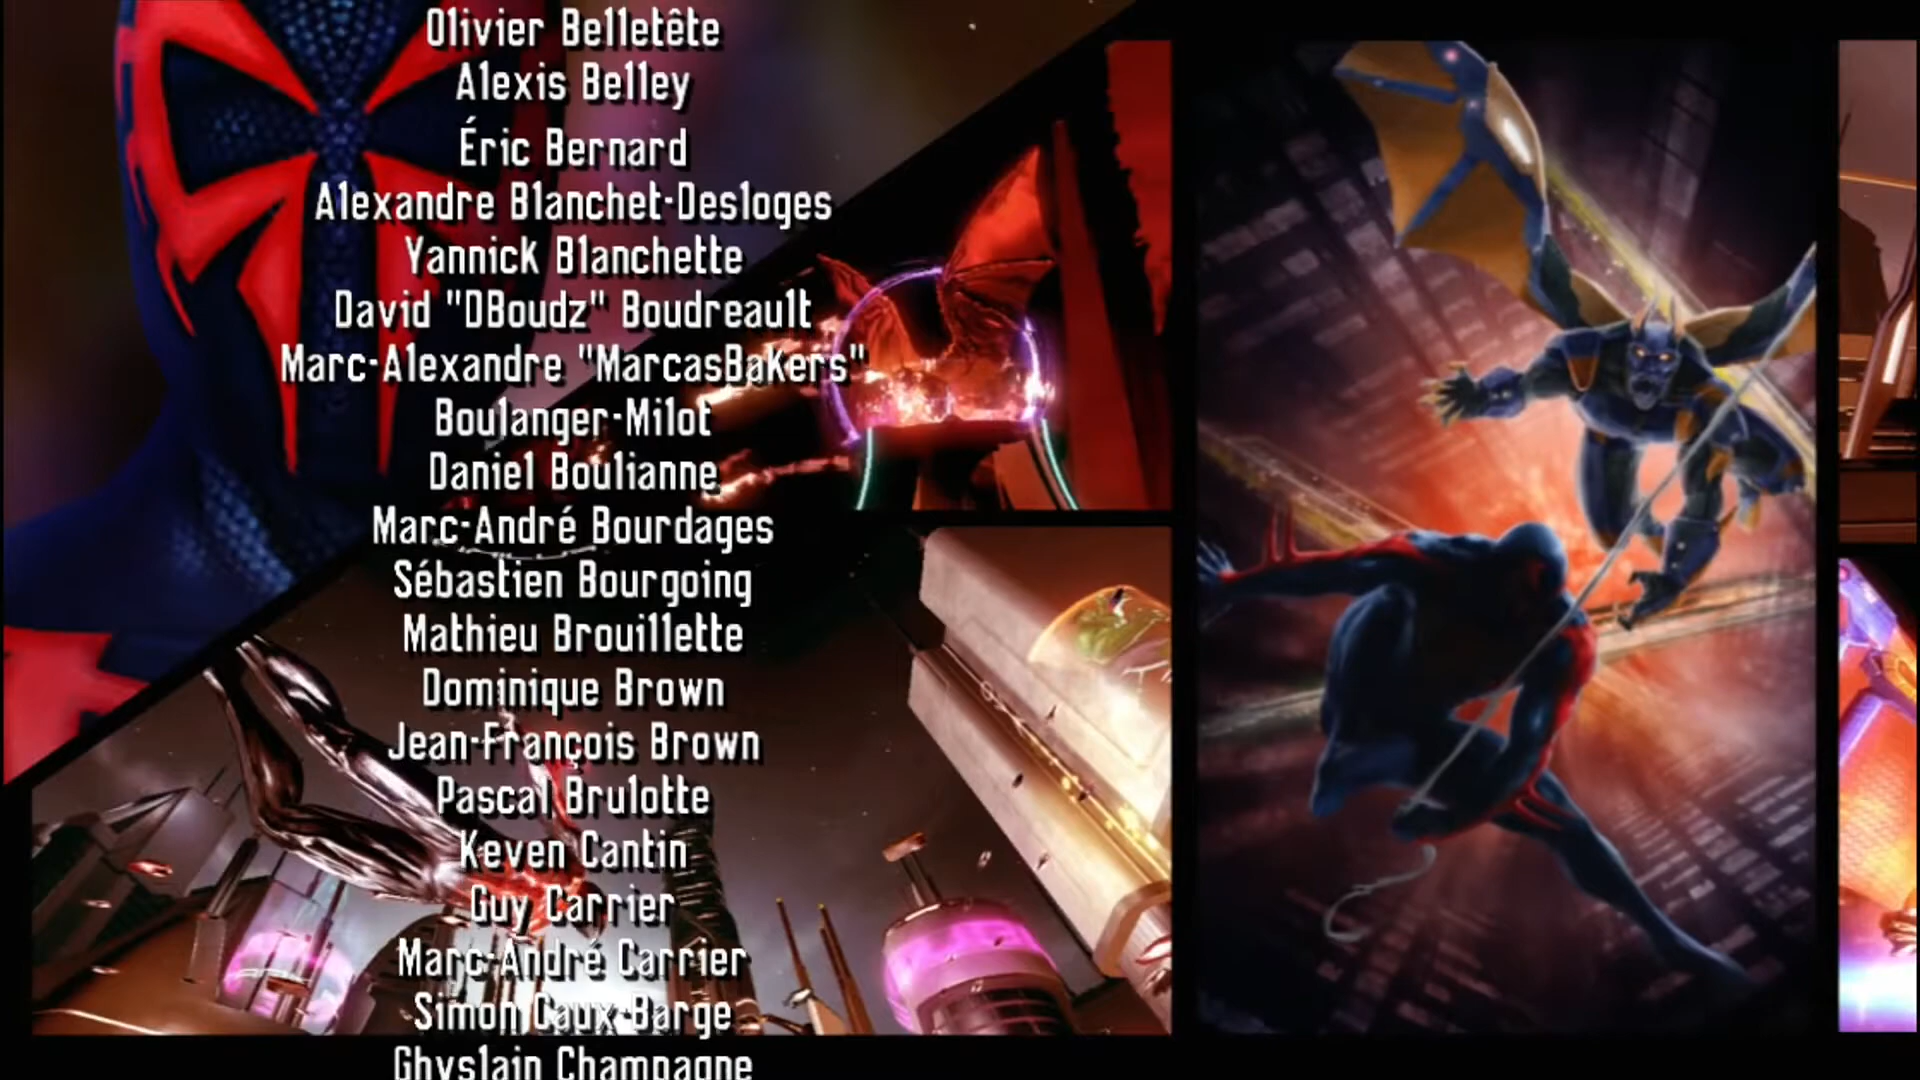 Olivier Belletête
Alexis Belley
Éric Bernard
Alexandre Blanchet-Desloges
Yannick Blanchette
David "DBoudz" Boudreault
Marc-Alexandre "MarcasBakers"
Boulanger-Milot
Daniel Boulianne
Marc-André Bourdages
Sébastien Bourgoing
Mathieu Brouillette
Dominique Brown
Jean-François Brown
Pascal Brulotte
Keven Cantin
Guy Carrier
Marc-André Carrier
Simon Caux-Barge
Ghyslain Champagne